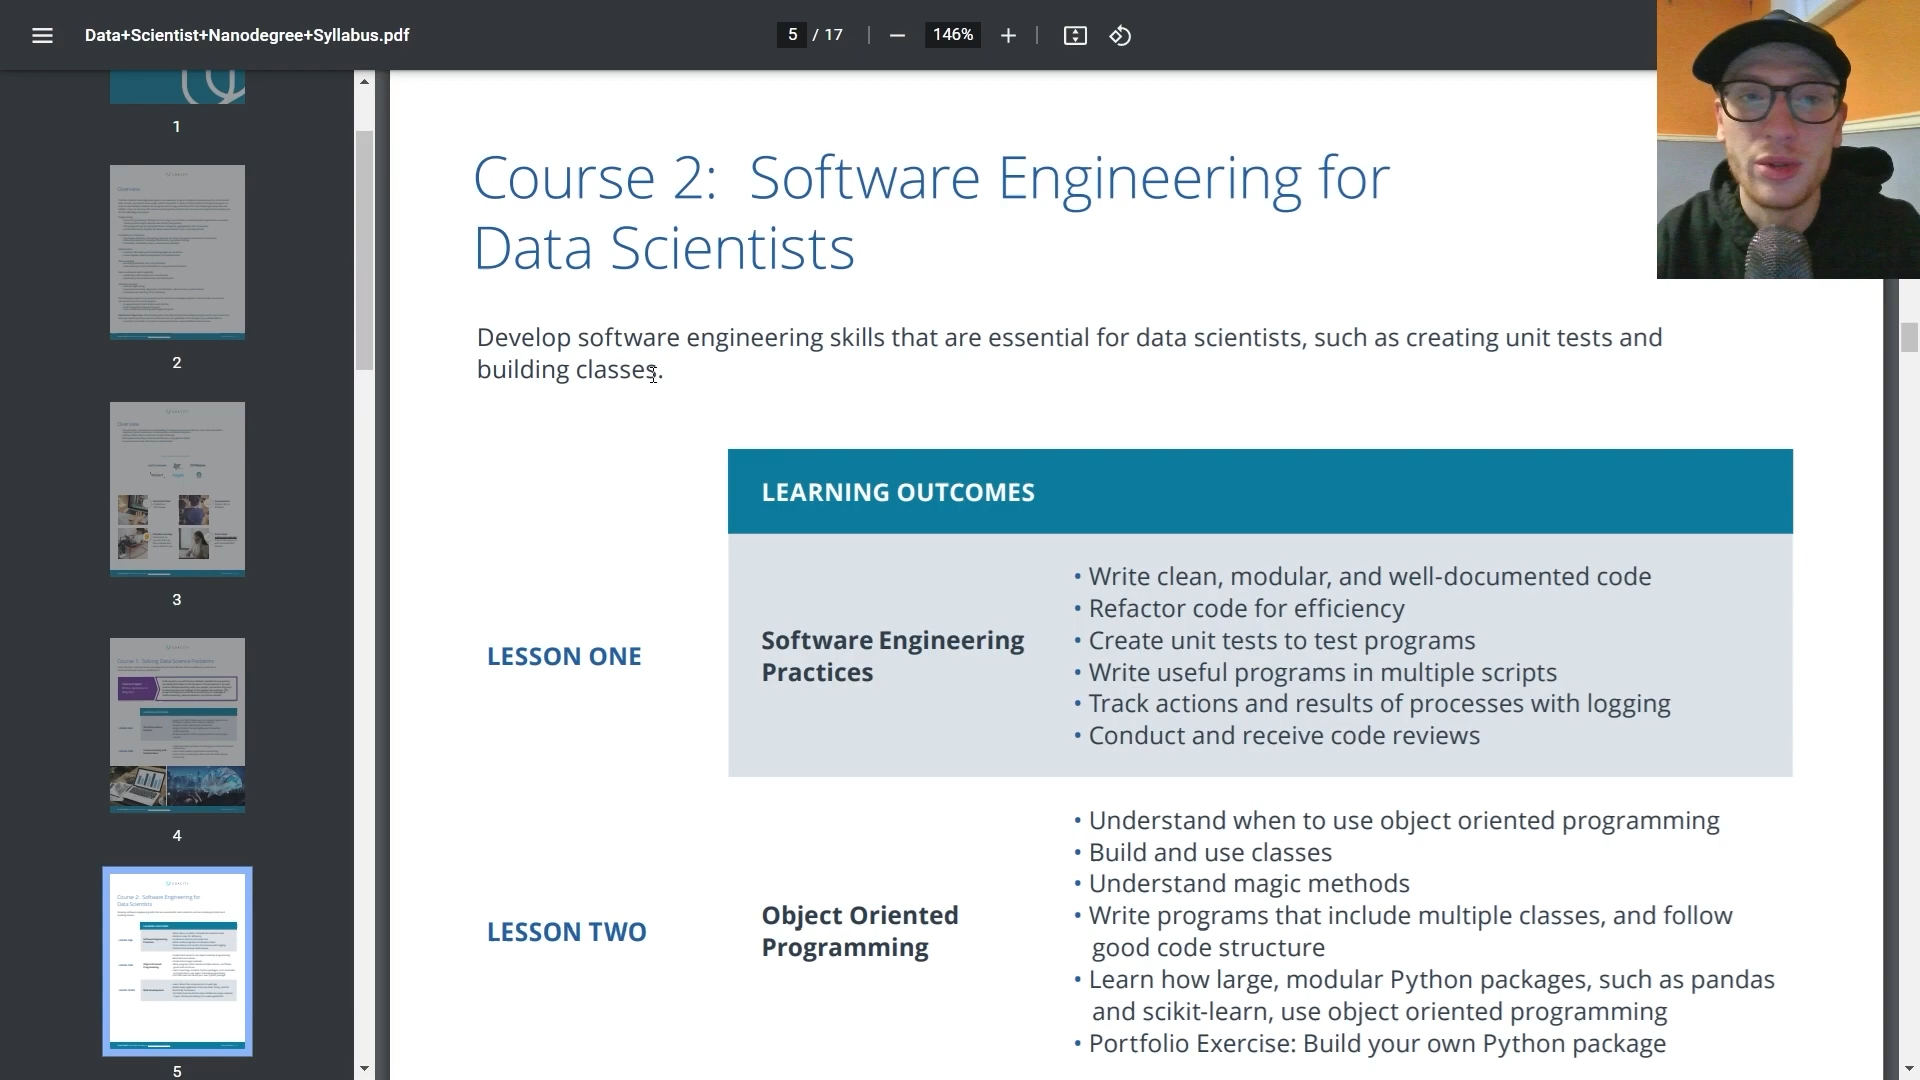 Data+Scientist+Nanodegree+Syllabus.pdf
5 / 17
146%
1
2
3
4
5
Course 2: Software Engineering for
Data Scientists
Develop software engineering skills that are essential for data scientists, such as creating unit tests and
building classes.
LEARNING OUTCOMES
LESSON ONE
Software Engineering
Practices
• Write clean, modular, and well-documented code
• Refactor code for efficiency
• Create unit tests to test programs
• Write useful programs in multiple scripts
• Track actions and results of processes with logging
• Conduct and receive code reviews
LESSON TWO
Object Oriented
Programming
• Understand when to use object oriented programming
• Build and use classes
• Understand magic methods
• Write programs that include multiple classes, and follow
good code structure
• Learn how large, modular Python packages, such as pandas
and scikit-learn, use object oriented programming
• Portfolio Exercise: Build your own Python package